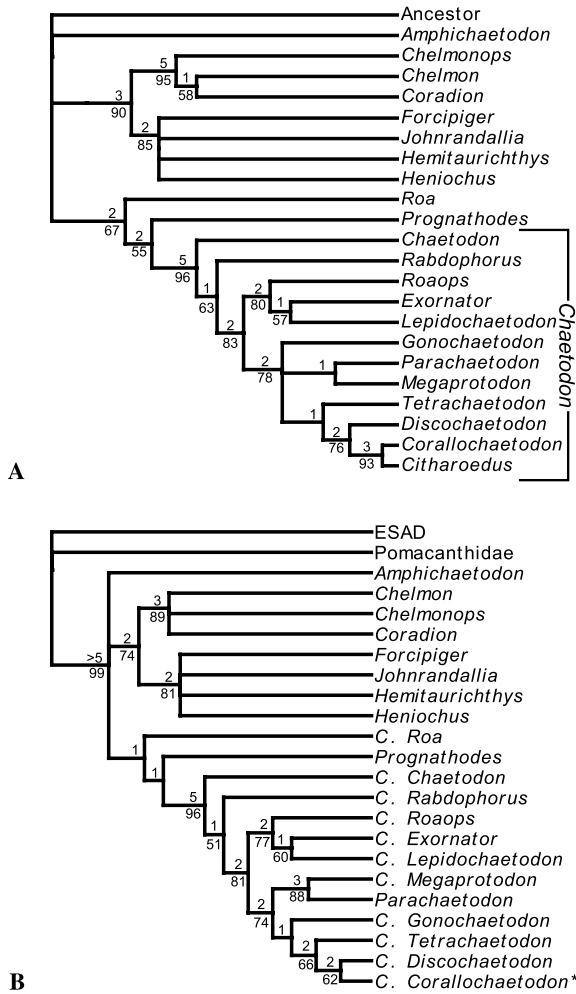 Ancestor
Amphichaetodon
Chelmonops
5
95
1
Chelmon
58
Coradion
3
90
Forcipiger
2
85
Johnrandallia
Hemitaurichthys
Heniochus
Roa
2
67
Prognathodes
2
55
Chaetodon
5
96
Rabdophorus
1
63
Roaops
2
80
1
Exornator
57
Lepidochaetodon
2
83
Gonochaetodon
2
78
1
Parachaetodon
Megaprotodon
Tetrachaetodon
1
Discochaetodon
2
76
3
Corallochaetodon
93
Citharoedus
Chaetodon
A
ESAD
Pomacanthidae
Amphichaetodon
Chelmon
3
89
Chelmonops
Coradion
2
74
>5
99
Forcipiger
2
81
Johnrandallia
Hemitaurichthys
Heniochus
C. Roa
1
Prognathodes
1
C. Chaetodon
5
96
C. Rabdophorus
1
51
C. Roaops
2
77
1
C. Exornator
60
C. Lepidochaetodon
2
81
C. Megaprotodon
3
88
Parachaetodon
2
74
C. Gonochaetodon
1
C. Tetrachaetodon
2
66
C. Discochaetodon
2
62
C. Corallochaetodon*
B